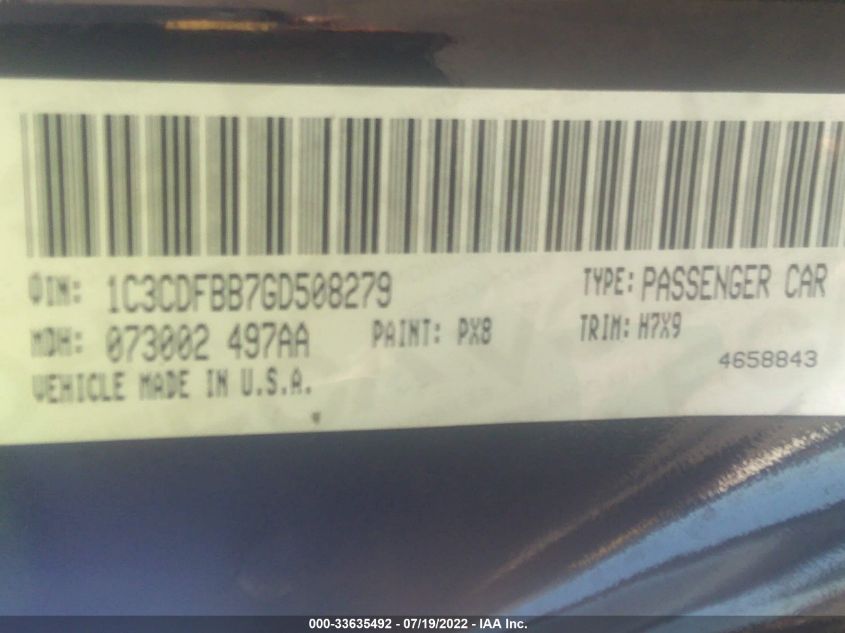 VIN: 1C3CDFBB7GD508279 TYPE: PASSENGER CAR
MDH: 073002 497AA PAINT: PX8 TRIM: H7X9
4658843
VEHICLE MADE IN U.S.A.
000-33635492 - 07/19/2022 - IAA Inc.